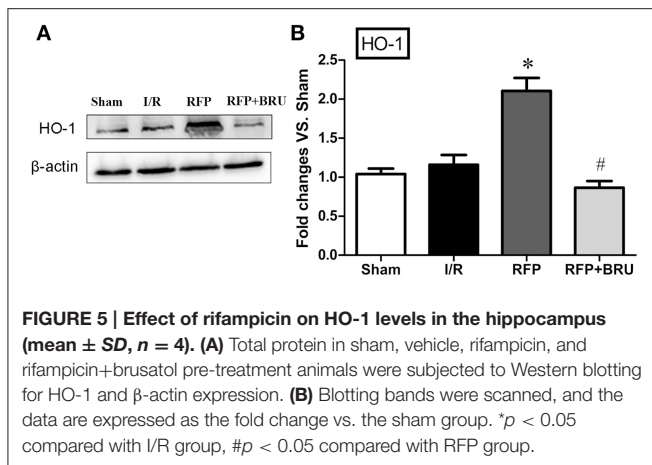 A
Sham I/R RFP RFP+BRU
HO-1
β-actin
B
HO-1
Fold changes VS. Sham
2.5
2.0
1.5
1.0
0.5
0.0
*
#
Sham I/R RFP RFP+BRU
FIGURE 5 | Effect of rifampicin on HO-1 levels in the hippocampus
(mean ± SD, n = 4). (A) Total protein in sham, vehicle, rifampicin, and
rifampicin+brusatol pre-treatment animals were subjected to Western blotting
for HO-1 and β-actin expression. (B) Blotting bands were scanned, and the
data are expressed as the fold change vs. the sham group. *p < 0.05
compared with I/R group, #p < 0.05 compared with RFP group.